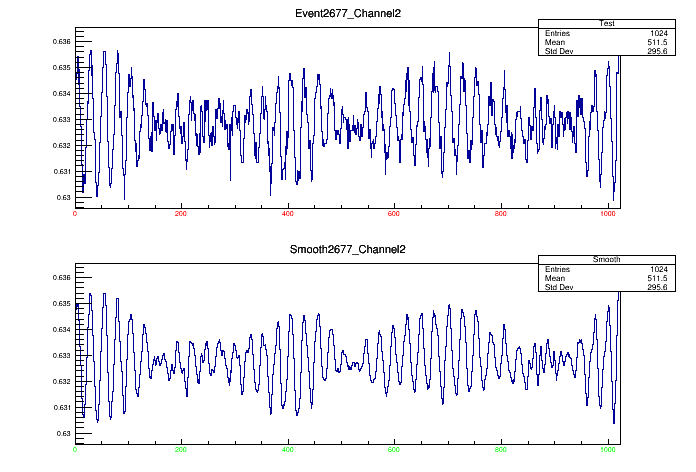 Event2677_Channel2
Test
Entries 1024
Mean 511.5
Std Dev 295.6
0.636
0.635
0.634
0.633
0.632
0.631
0.63
0 200 400 600 800 1000
Smooth2677_Channel2
Smooth
Entries 1024
Mean 511.5
Std Dev 295.6
0.636
0.635
0.634
0.633
0.632
0.631
0.63
0 200 400 600 800 1000